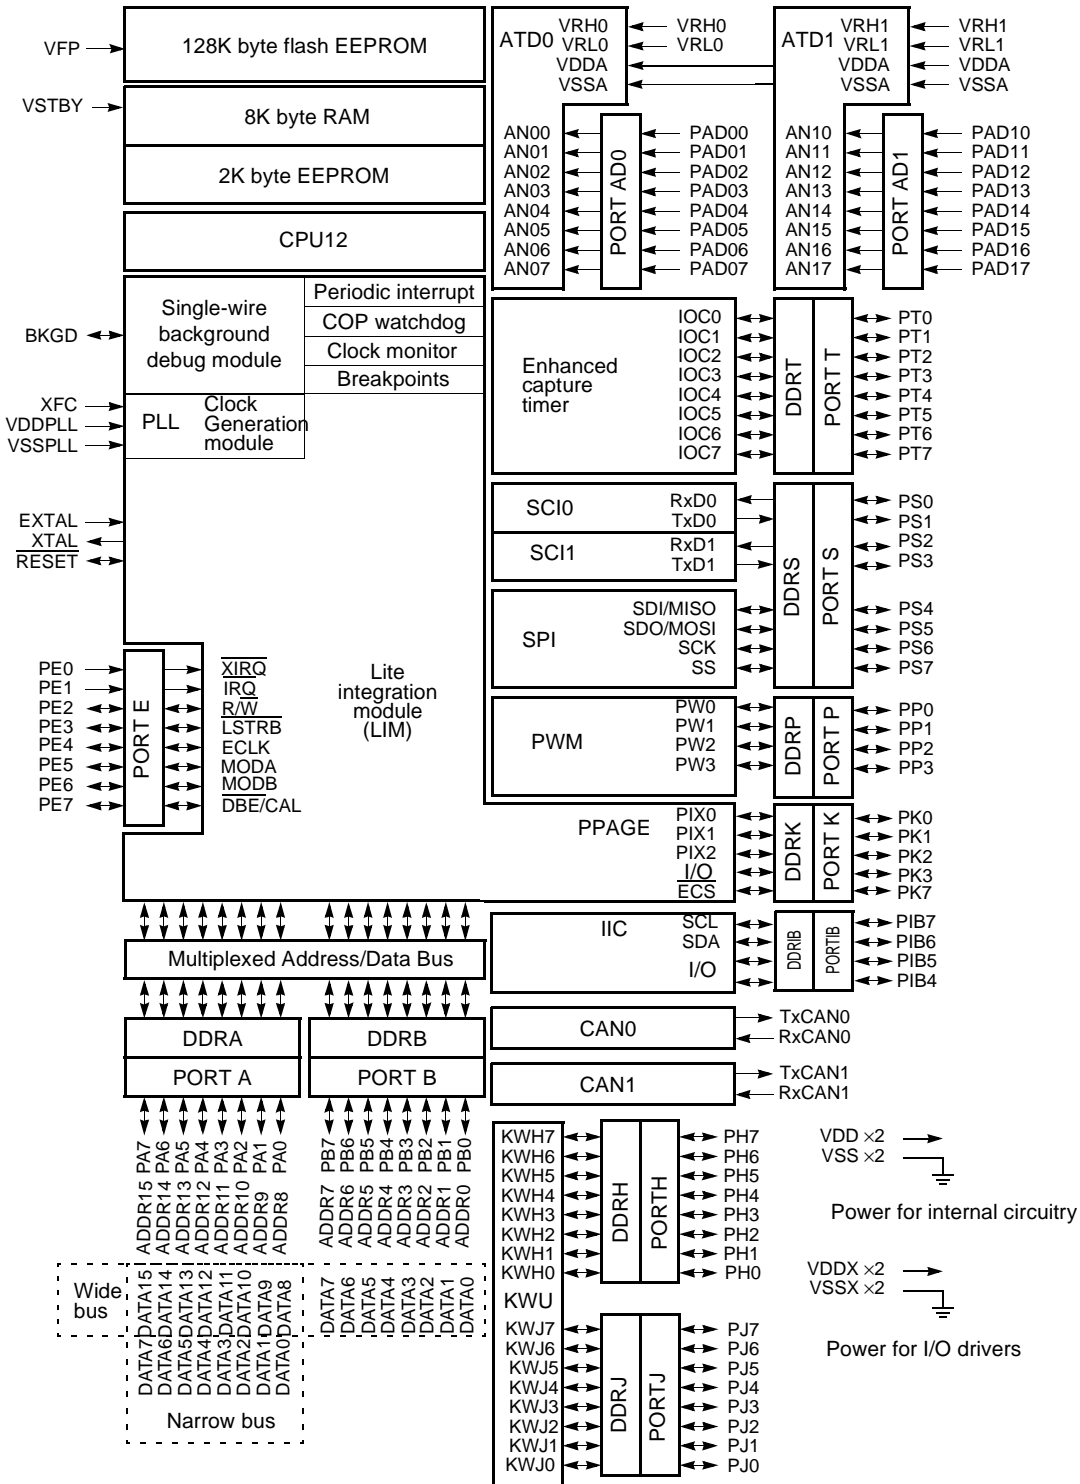 VFP
128K byte flash EEPROM
VSTBY
8K byte RAM
2K byte EEPROM
CPU12
Single-wire
background
debug module
Periodic interrupt
COP watchdog
Clock monitor
Breakpoints
BKGD
XFC
VDDPLL
VSSPLL
PLL
Clock
Generation
module
EXTAL
XTAL
RESET
PE0
PE1
PE2
PE3
PE4
PE5
PE6
PE7
PORT E
XIRQ
IRQ
R/W
LSTRB
ECLK
MODA
MODB
DBE/CAL
Lite
integration
module
(LIM)
ATD0
VRH0
VRL0
VDDA
VSSA
VRH0
VRL0
AN00
AN01
AN02
AN03
AN04
AN05
AN06
AN07
PORT AD0
PAD00
PAD01
PAD02
PAD03
PAD04
PAD05
PAD06
PAD07
ATD1
VRH1
VRL1
VDDA
VSSA
VRH1
VRL1
VDDA
VSSA
AN10
AN11
AN12
AN13
AN14
AN15
AN16
AN17
PORT AD1
PAD10
PAD11
PAD12
PAD13
PAD14
PAD15
PAD16
PAD17
Enhanced
capture
timer
IOC0
IOC1
IOC2
IOC3
IOC4
IOC5
IOC6
IOC7
DDRT
PORT T
PT0
PT1
PT2
PT3
PT4
PT5
PT6
PT7
SCI0
RxD0
TxD0
SCI1
RxD1
TxD1
SPI
SDI/MISO
SDO/MOSI
SCK
SS
DDRS
PORT S
PS0
PS1
PS2
PS3
PS4
PS5
PS6
PS7
PWM
PW0
PW1
PW2
PW3
DDRP
PORT P
PP0
PP1
PP2
PP3
PPAGE
PIX0
PIX1
PIX2
I/O
ECS
DDRK
PORT K
PK0
PK1
PK2
PK3
PK7
IIC
SCL
SDA
I/O
DDRIB
PORTIB
PIB7
PIB6
PIB5
PIB4
CAN0
TxCAN0
RxCAN0
CAN1
TxCAN1
RxCAN1
Multiplexed Address/Data Bus
DDRA
PORT A
DDRB
PORT B
PA7
PA6
PA5
PA4
PA3
PA2
PA1
PA0
PB7
PB6
PB5
PB4
PB3
PB2
PB1
PB0
ADDR15
ADDR14
ADDR13
ADDR12
ADDR11
ADDR10
ADDR9
ADDR8
ADDR7
ADDR6
ADDR5
ADDR4
ADDR3
ADDR2
ADDR1
ADDR0
Wide
bus
DATA15
DATA14
DATA13
DATA12
DATA11
DATA10
DATA9
DATA8
DATA7
DATA6
DATA5
DATA4
DATA3
DATA2
DATA1
DATA0
DATA7
DATA6
DATA5
DATA4
DATA3
DATA2
DATA1
DATA0
Narrow bus
KWH7
KWH6
KWH5
KWH4
KWH3
KWH2
KWH1
KWH0
KWU
KWJ7
KWJ6
KWJ5
KWJ4
KWJ3
KWJ2
KWJ1
KWJ0
DDRH
PORTH
PH7
PH6
PH5
PH4
PH3
PH2
PH1
PH0
DDRJ
PORTJ
PJ7
PJ6
PJ5
PJ4
PJ3
PJ2
PJ1
PJ0
VDD ×2
VSS ×2
Power for internal circuitry
VDDX ×2
VSSX ×2
Power for I/O drivers